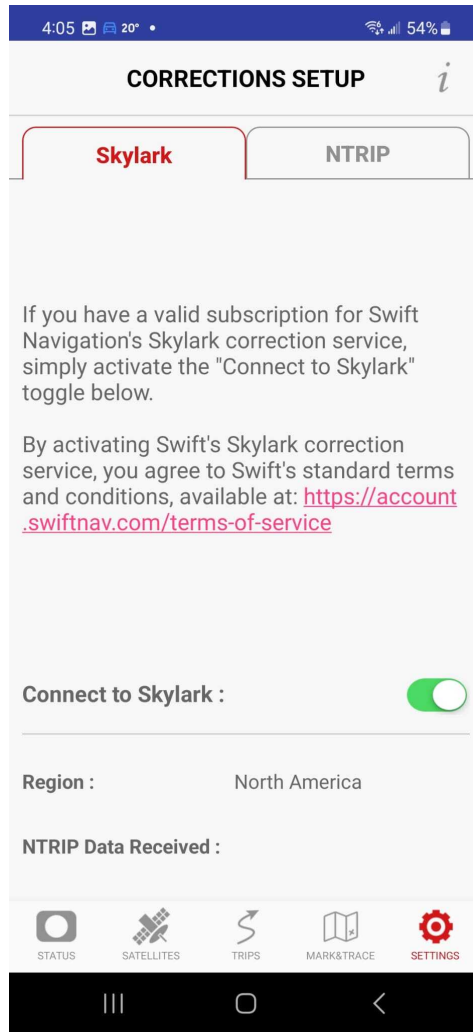 4:05 20° • 54%
CORRECTIONS SETUP i
Skylark NTRIP
If you have a valid subscription for Swift
Navigation's Skylark correction service,
simply activate the "Connect to Skylark"
toggle below.
By activating Swift's Skylark correction
service, you agree to Swift's standard terms
and conditions, available at: https://account
.swiftnav.com/terms-of-service
Connect to Skylark :
Region : North America
NTRIP Data Received :
STATUS SATELLITES TRIPS MARK&TRACE SETTINGS